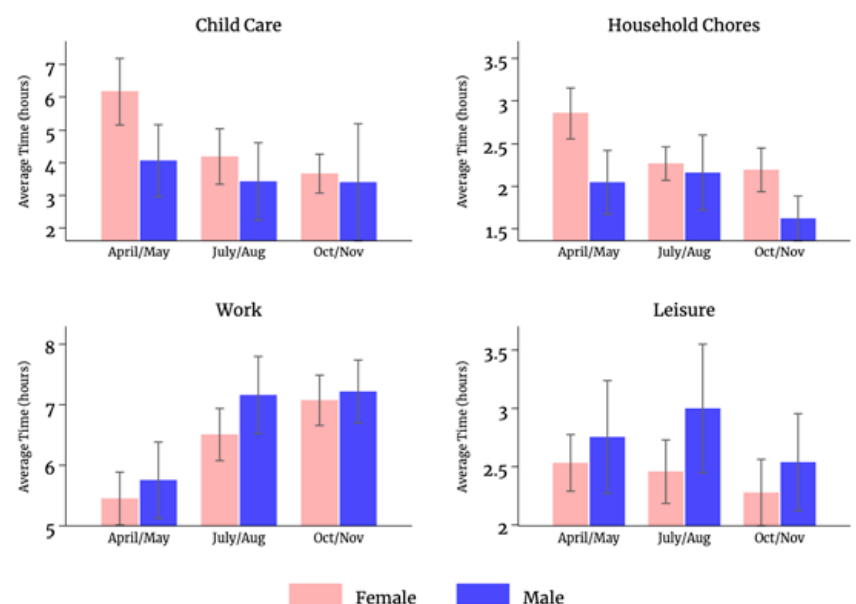 Child Care
Average Time (hours)
7
6
5
4
3
2
April/May July/Aug Oct/Nov
Household Chores
Average Time (hours)
3.5
3
2.5
2
1.5
April/May July/Aug Oct/Nov
Work
Average Time (hours)
8
7
6
5
April/May July/Aug Oct/Nov
Leisure
Average Time (hours)
3.5
3
2.5
2
April/May July/Aug Oct/Nov
Female Male